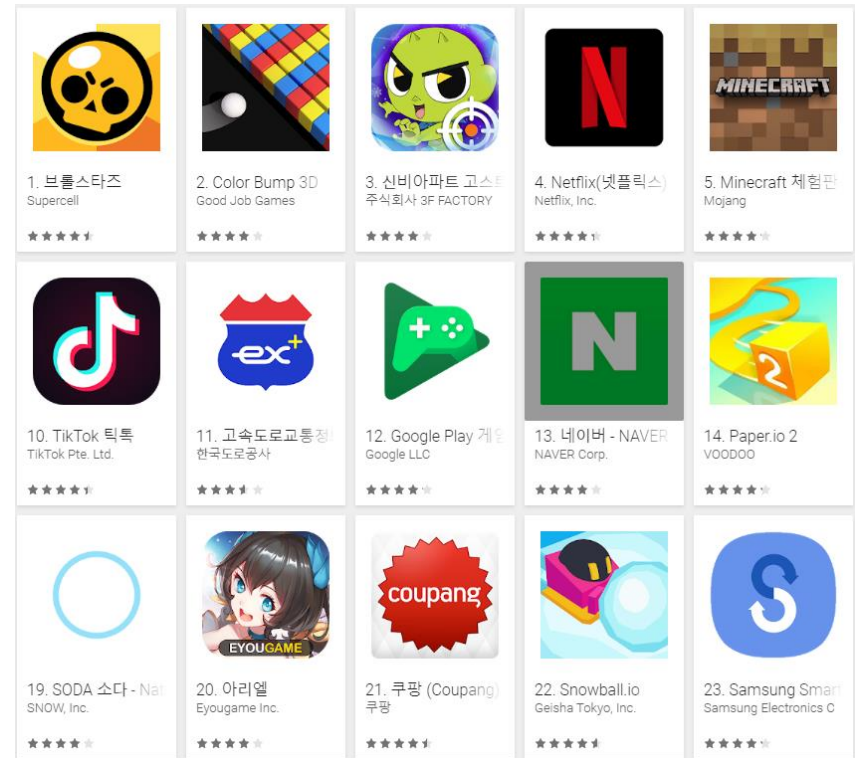 MINECRAFT
1. 브롤스타즈
Supercell
2. Color Bump 3D
Good Job Games
3. 신비아파트 고스트
주식회사 3F FACTORY
4. Netflix(넷플릭스)
Netflix, Inc.
5. Minecraft 체험판
Mojang
N
ex+
N
2
10. TikTok 틱톡
TikTok Pte. Ltd.
11. 고속도로교통정
한국도로공사
12. Google Play 게임
Google LLC
13. 네이버 - NAVER
NAVER Corp.
14. Paper.io 2
VOODOO
EYOUGAME
coupang
S
19. SODA 소다 - Nat
SNOW, Inc.
20. 아리엘
Eyougame Inc.
21. 쿠팡 (Coupang)
쿠팡
22. Snowball.io
Geisha Tokyo, Inc.
23. Samsung Smar
Samsung Electronics C